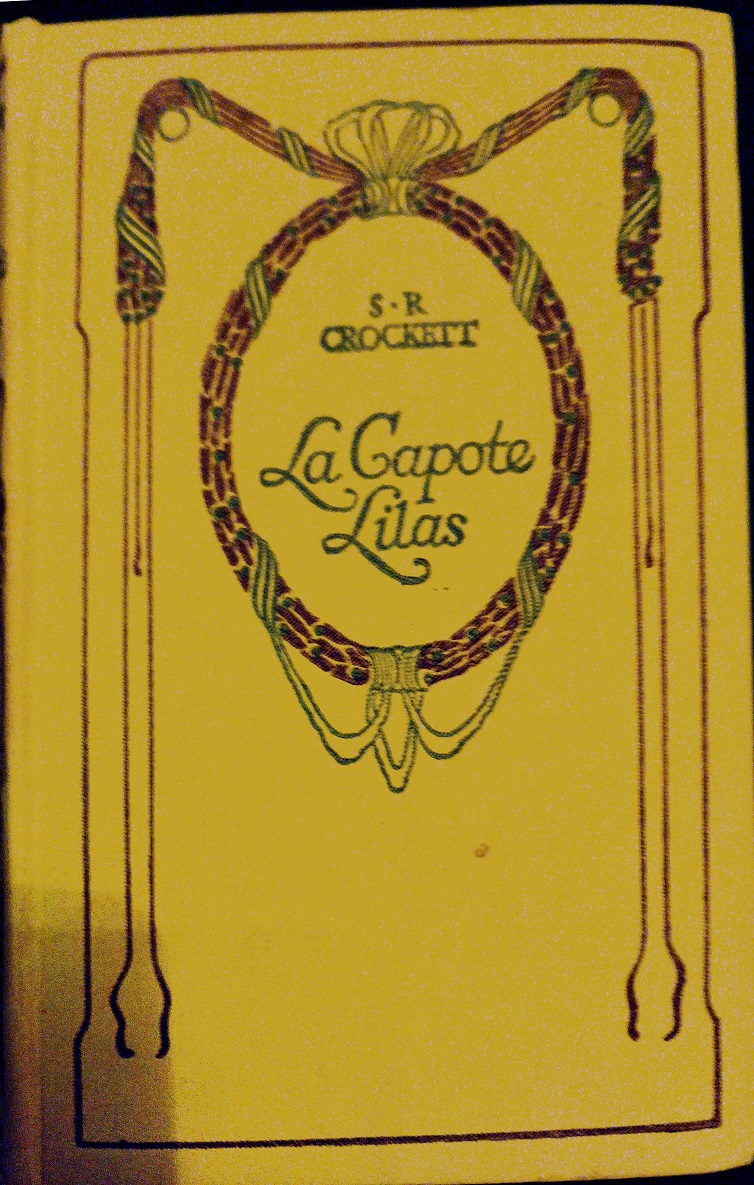 S·R
CROCKETT
La Capote
Lilas